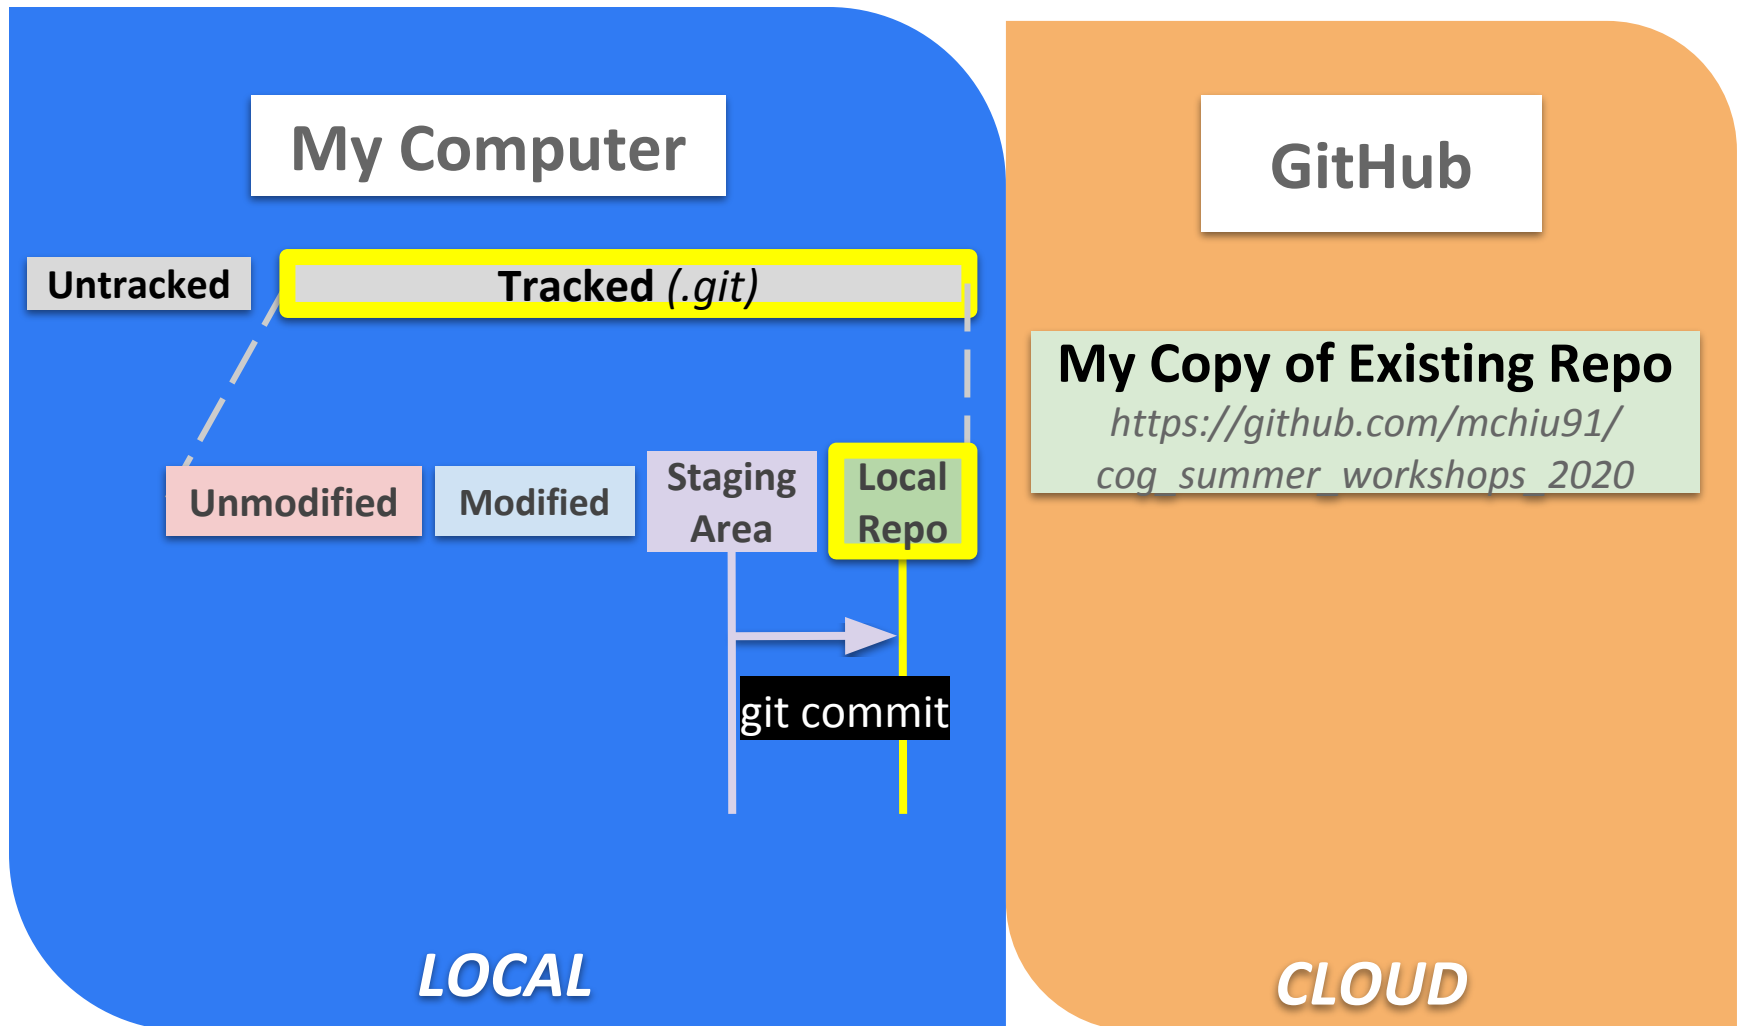 My Computer
GitHub
Untracked
Tracked (.git)
My Copy of Existing Repo
https://github.com/mchiu91/
cog_summer_workshops_2020
Unmodified
Modified
Staging
Area
Local
Repo
git commit
LOCAL
CLOUD